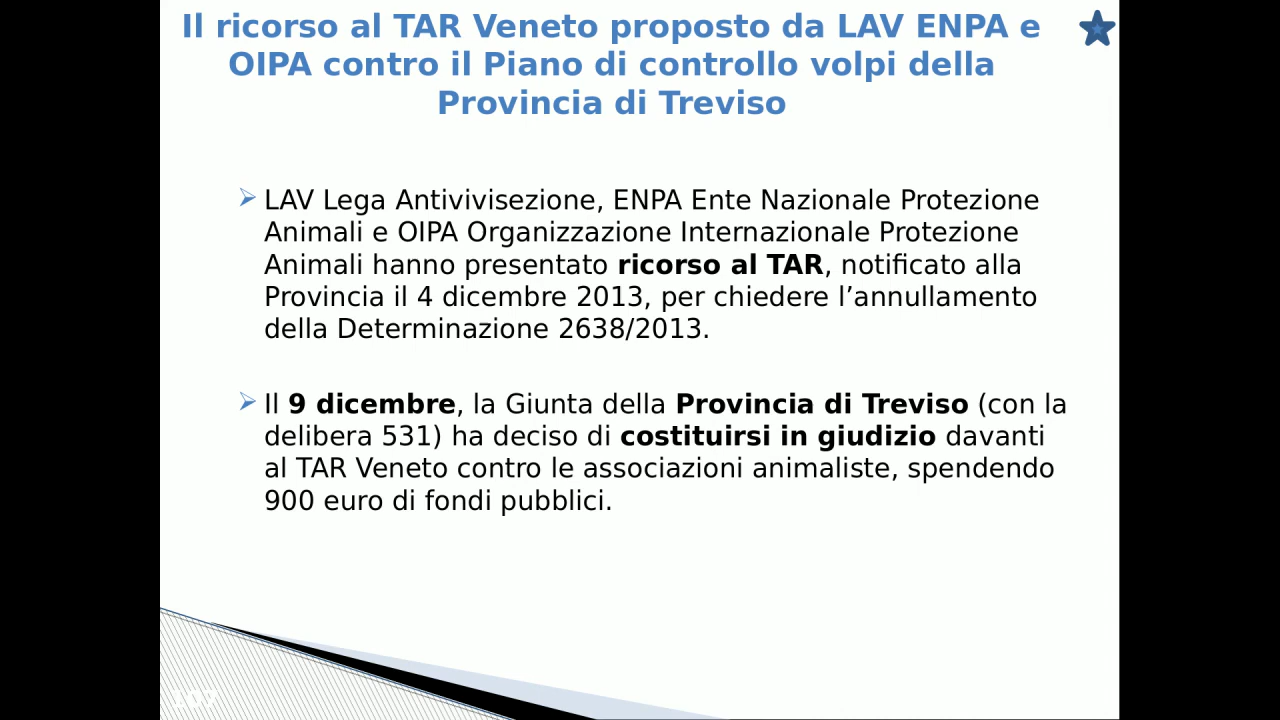 Il ricorso al TAR Veneto proposto da LAV ENPA e
OIPA contro il Piano di controllo volpi della
Provincia di Treviso
LAV Lega Antivivisezione, ENPA Ente Nazionale Protezione
Animali e OIPA Organizzazione Internazionale Protezione
Animali hanno presentato ricorso al TAR, notificato alla
Provincia il 4 dicembre 2013, per chiedere l’annullamento
della Determinazione 2638/2013.
Il 9 dicembre, la Giunta della Provincia di Treviso (con la
delibera 531) ha deciso di costituirsi in giudizio davanti
al TAR Veneto contro le associazioni animaliste, spendendo
900 euro di fondi pubblici.
107